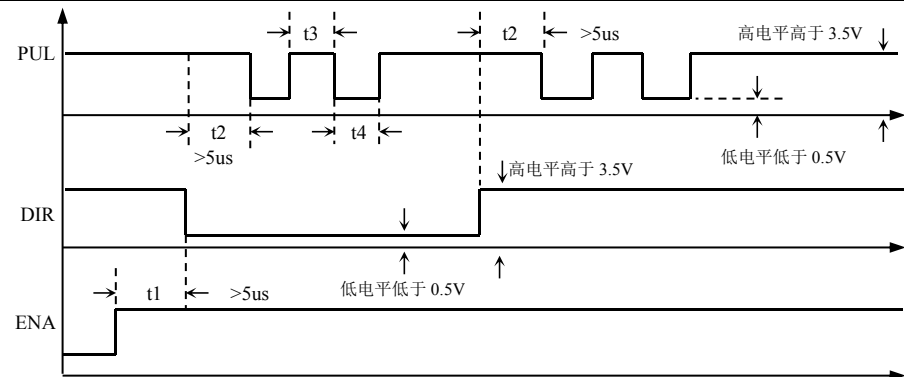 t3
t2
>5us
高电平高于 3.5V
PUL
t2
t4
>5us
低电平低于 0.5V
高电平高于 3.5V
DIR
t1
>5us
低电平低于 0.5V
ENA